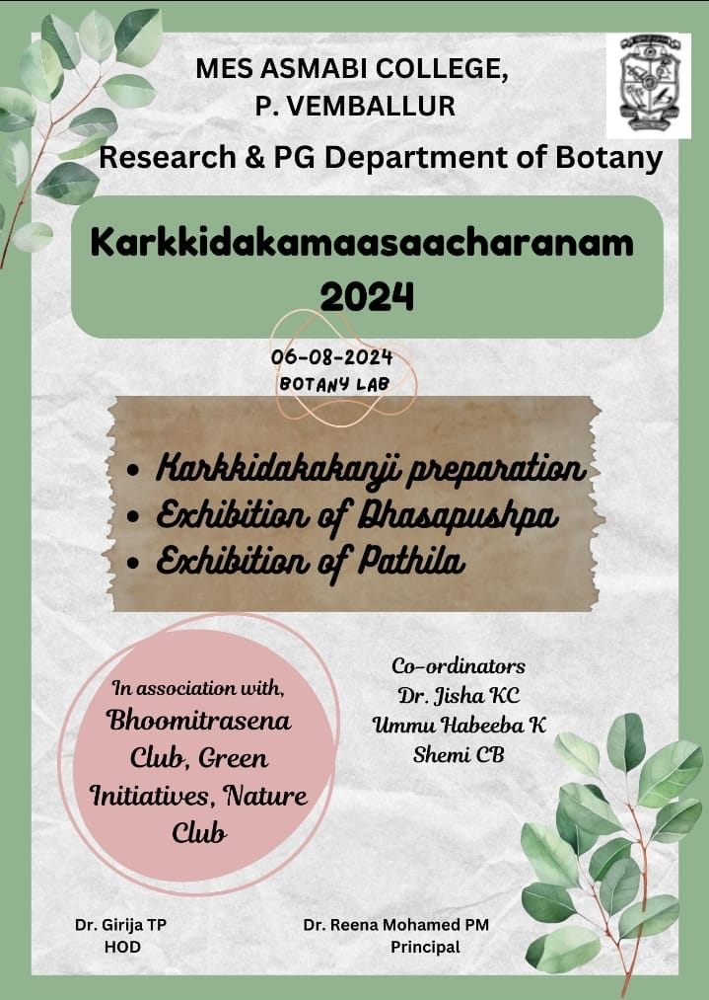 MES ASMABI COLLEGE,
P. VEMBALLUR
Research & PG Department of Botany
Karkkidakamaasaacharanam
2024
06-08-2024
BOTANY LAB
• Karkkidakakanji preparation
• Exhibition of Dhasapushpa
• Exhibition of Pathila
In association with,
Bhoomitrasena
Club, Green
Initiatives, Nature
Club
Co-ordinators
Dr. Jisha KC
Ummu Habeeba K
Shemi CB
Dr. Girija TP
HOD
Dr. Reena Mohamed PM
Principal